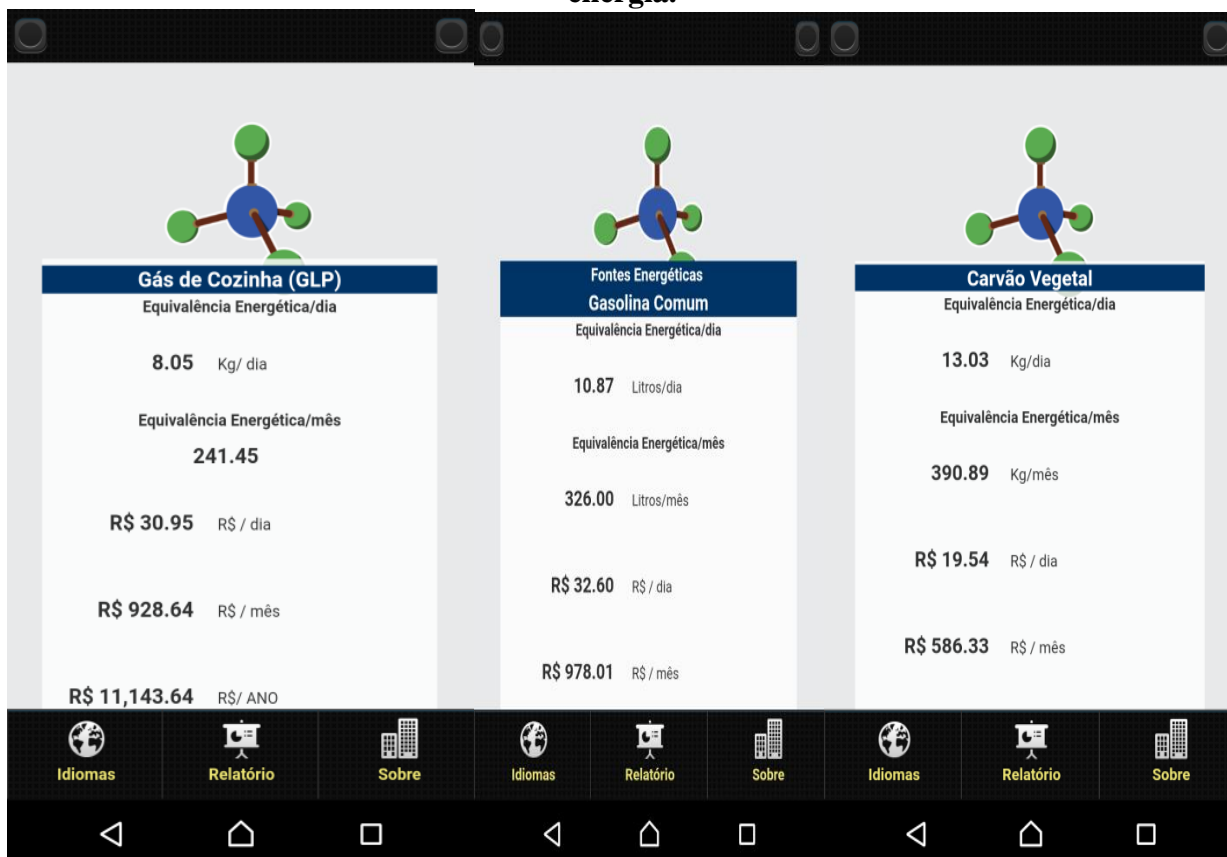 energia.
Gás de Cozinha (GLP)
Equivalência Energética/dia
8.05 Kg/ dia
Equivalência Energética/mês
241.45
R$ 30.95 R$ / dia
R$ 928.64 R$ / mês
R$ 11,143.64 R$/ ANO
Idiomas Relatório Sobre
Fontes Energéticas
Gasolina Comum
Equivalência Energética/dia
10.87 Litros/dia
Equivalência Energética/mês
326.00 Litros/mês
R$ 32.60 R$ / dia
R$ 978.01 R$ / mês
Idiomas Relatório Sobre
Carvão Vegetal
Equivalência Energética/dia
13.03 Kg/dia
Equivalência Energética/mês
390.89 Kg/mês
R$ 19.54 R$ / dia
R$ 586.33 R$ / mês
Idiomas Relatório Sobre